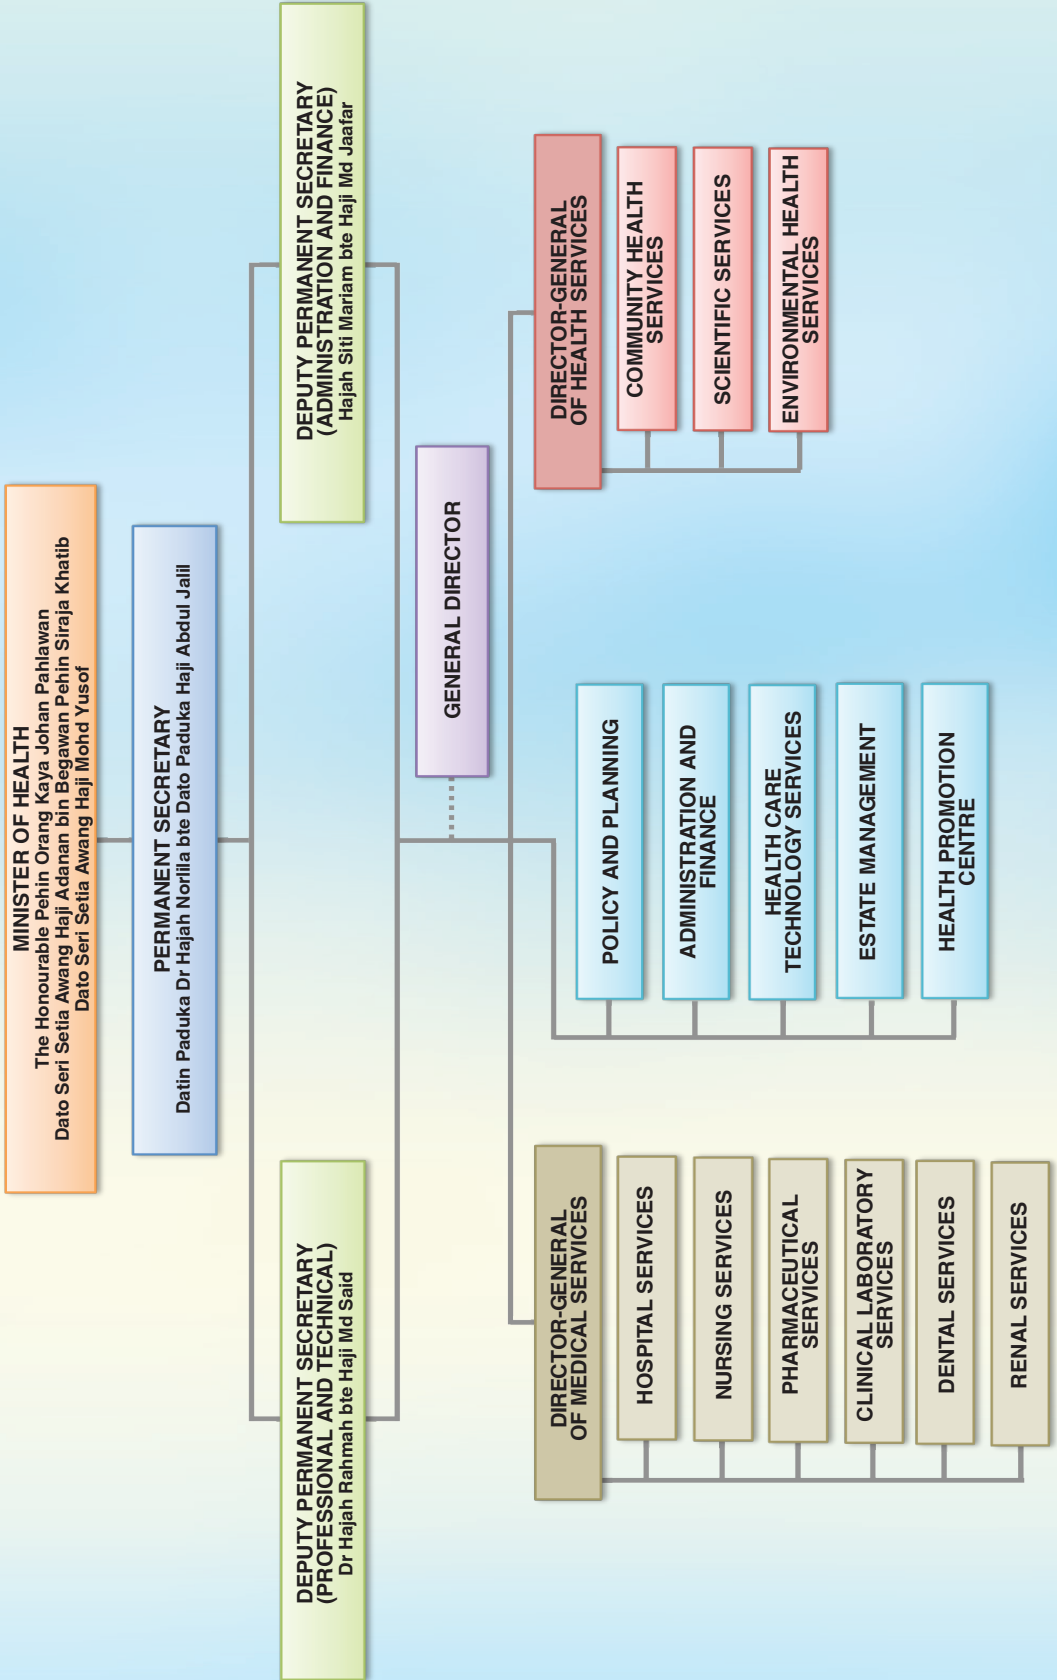 MINISTER OF HEALTH
The Honourable Pehin Orang Kaya Johan Pahlawan
Dato Seri Setia Awang Haji Adanan bin Begawan Pehin Siraja Khatib
Dato Seri Setia Awang Haji Mohd Yusof
PERMANENT SECRETARY
Datin Paduka Dr Hajah Norlila bte Dato Paduka Haji Abdul Jalil
DEPUTY PERMANENT SECRETARY
(PROFESSIONAL AND TECHNICAL)
Dr Hajah Rahmah bte Haji Md Said
DEPUTY PERMANENT SECRETARY
(ADMINISTRATION AND FINANCE)
Hajah Siti Mariam bte Haji Md Jaafar
GENERAL DIRECTOR
DIRECTOR-GENERAL
OF MEDICAL SERVICES
HOSPITAL SERVICES
NURSING SERVICES
PHARMACEUTICAL
SERVICES
CLINICAL LABORATORY
SERVICES
DENTAL SERVICES
RENAL SERVICES
POLICY AND PLANNING
ADMINISTRATION AND
FINANCE
HEALTH CARE
TECHNOLOGY SERVICES
ESTATE MANAGEMENT
HEALTH PROMOTION
CENTRE
DIRECTOR-GENERAL
OF HEALTH SERVICES
COMMUNITY HEALTH
SERVICES
SCIENTIFIC SERVICES
ENVIRONMENTAL HEALTH
SERVICES